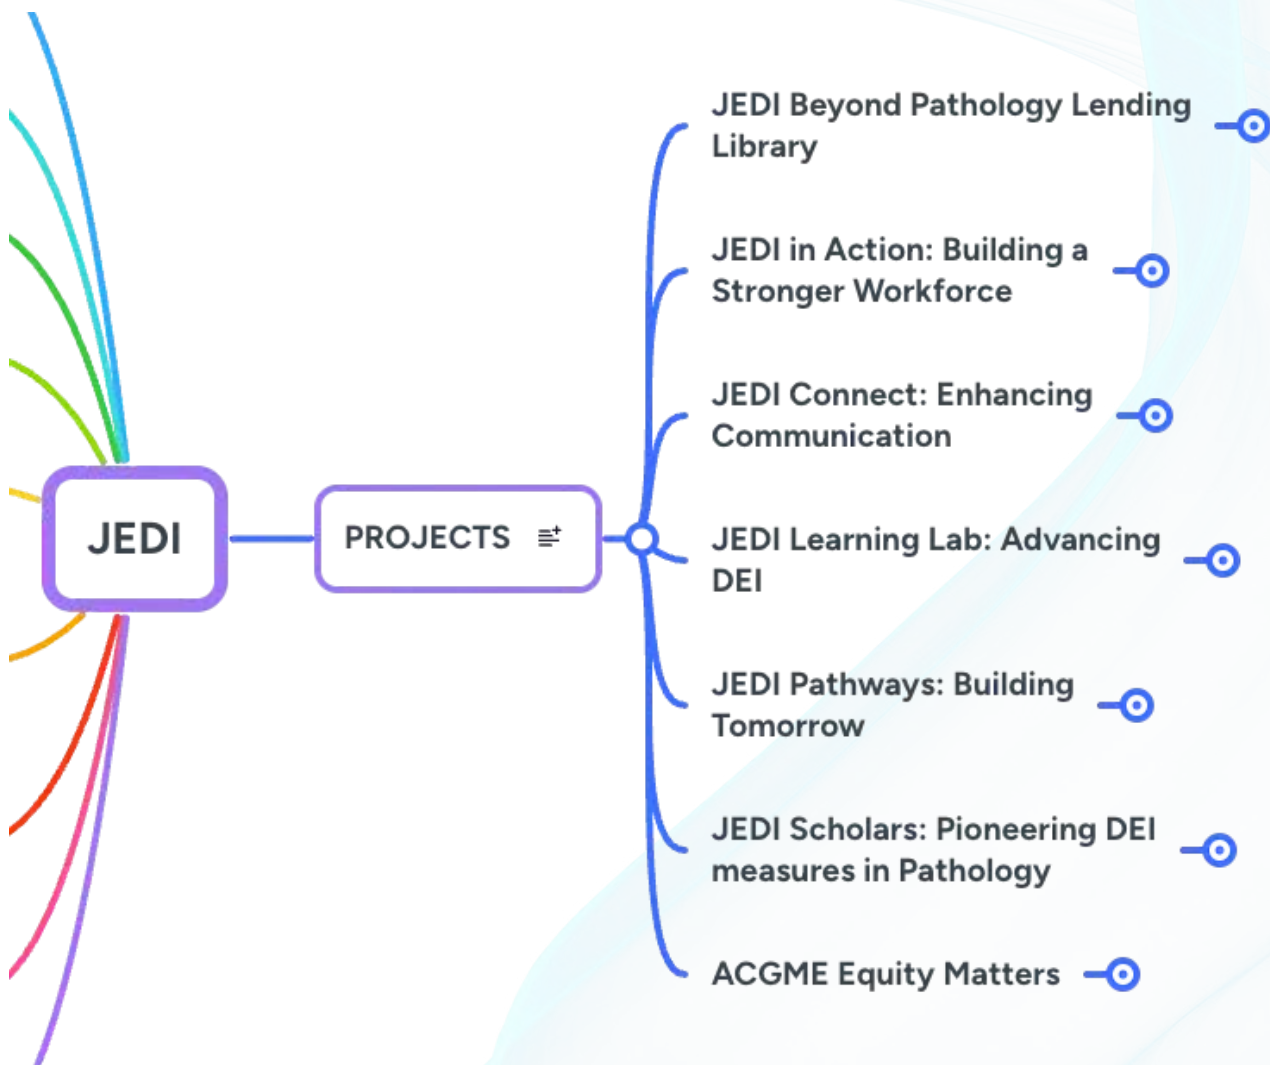 JEDI Beyond Pathology Lending
Library
JEDI in Action: Building a
Stronger Workforce
JEDI Connect: Enhancing
Communication
JEDI
PROJECTS
JEDI Learning Lab: Advancing
DEI
JEDI Pathways: Building
Tomorrow
JEDI Scholars: Pioneering DEI
measures in Pathology
ACGME Equity Matters